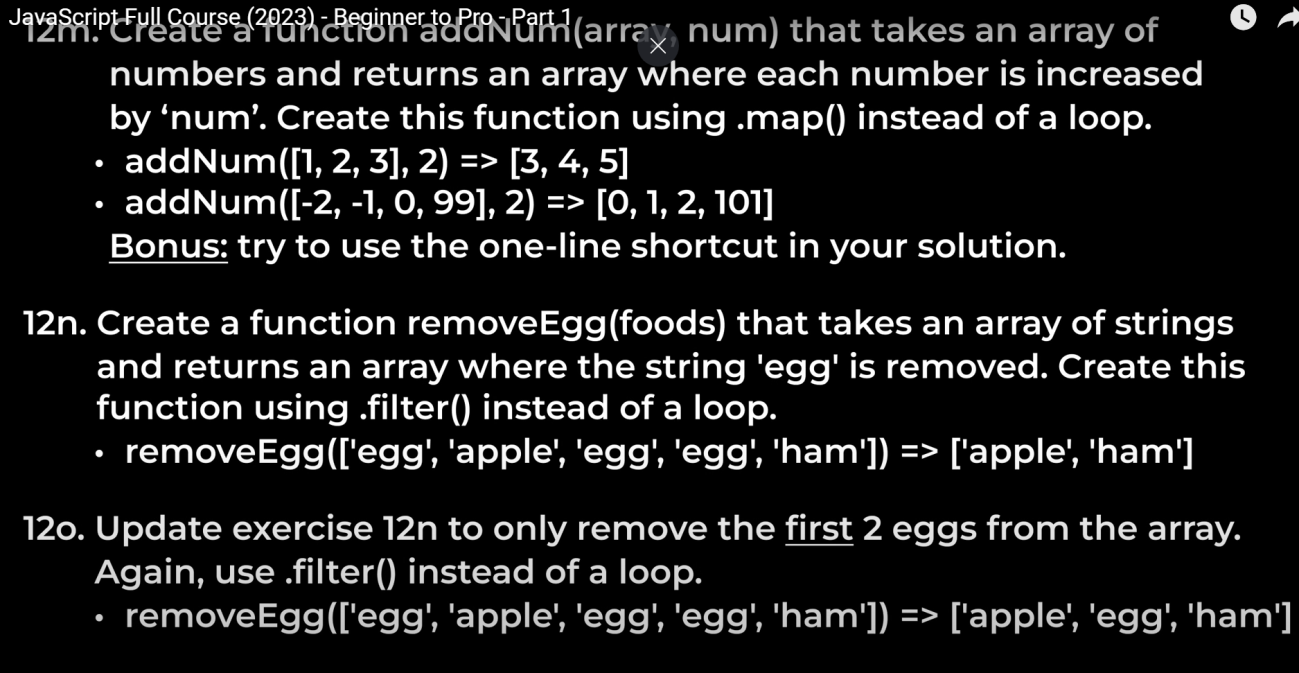 JavaScript Full Course (2023) - Beginner to Pro - Part 1
12m. Create a function addNum(array, num) that takes an array of
numbers and returns an array where each number is increased
by ‘num’. Create this function using .map() instead of a loop.
• addNum([1, 2, 3], 2) => [3, 4, 5]
• addNum([-2, -1, 0, 99], 2) => [0, 1, 2, 101]
Bonus: try to use the one-line shortcut in your solution.
12n. Create a function removeEgg(foods) that takes an array of strings
and returns an array where the string 'egg' is removed. Create this
function using .filter() instead of a loop.
• removeEgg(['egg', 'apple', 'egg', 'egg', 'ham']) => ['apple', 'ham']
12o. Update exercise 12n to only remove the first 2 eggs from the array.
Again, use .filter() instead of a loop.
• removeEgg(['egg', 'apple', 'egg', 'egg', 'ham']) => ['apple', 'egg', 'ham']